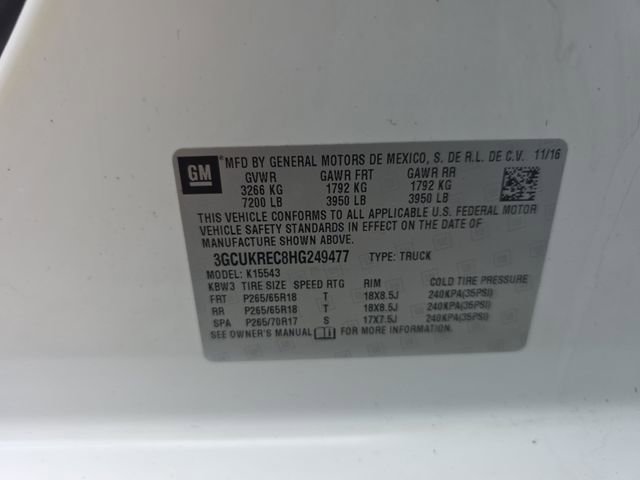 GM MFD BY GENERAL MOTORS DE MEXICO, S. DE R.L. DE C.V. 11/16
GVWR GAWR FRT GAWR RR
3266 KG 1792 KG 1792 KG
7200 LB 3950 LB 3950 LB
THIS VEHICLE CONFORMS TO ALL APPLICABLE U.S. FEDERAL MOTOR
VEHICLE SAFETY STANDARDS IN EFFECT ON THE DATE OF
MANUFACTURE SHOWN ABOVE.
3GCUKREC8HG249477 TYPE: TRUCK
MODEL: K15543
KBW3 TIRE SIZE SPEED RTG RIM COLD TIRE PRESSURE
FRT P265/65R18 T 18X8.5J 240KPA(35PSI)
RR P265/65R18 T 18X8.5J 240KPA(35PSI)
SPA P265/70R17 S 17X7.5J 240KPA(35PSI)
SEE OWNER'S MANUAL FOR MORE INFORMATION.